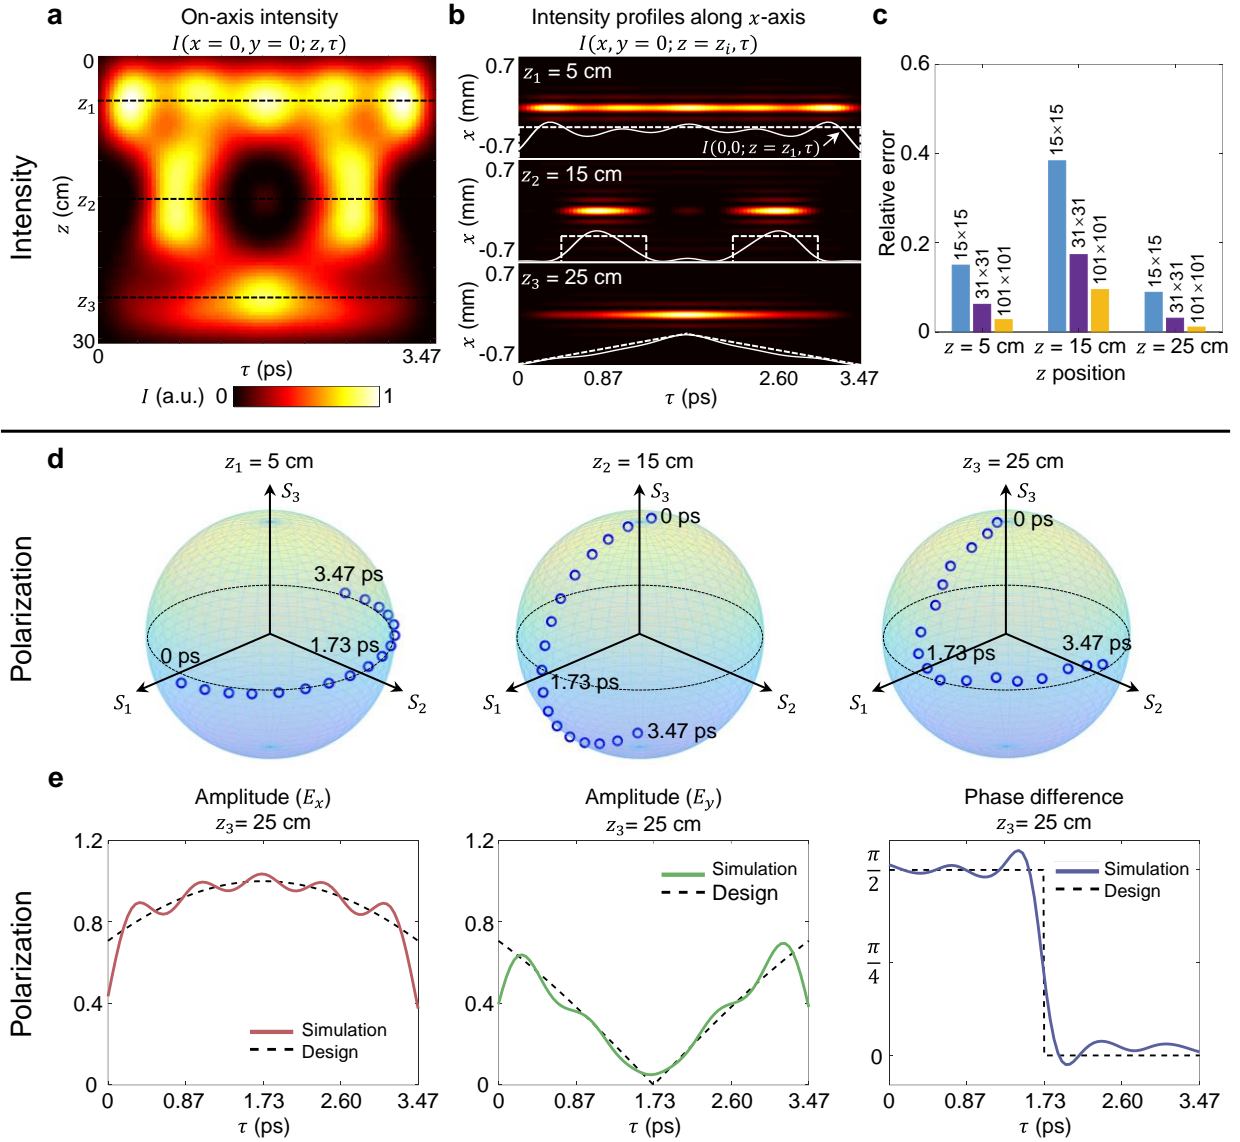 a
On-axis intensity
I(x = 0, y = 0; z, τ)
Intensity
0
z₁
z₂
z₃
30
z (cm)
0
3.47
τ (ps)
I (a.u.) 0 1
b
Intensity profiles along x-axis
I(x, y = 0; z = zᵢ, τ)
0.7
x (mm)
-0.7
z₁ = 5 cm
I(0,0; z = z₁, τ)
0.7
x (mm)
-0.7
z₂ = 15 cm
0.7
x (mm)
-0.7
z₃ = 25 cm
0 0.87 2.60 3.47
τ (ps)
c
0.6
0.4
0.2
0
Relative error
15×15
31×31
101×101
15×15
31×31
101×101
15×15
31×31
101×101
z = 5 cm z = 15 cm z = 25 cm
z position
d
Polarization
z₁ = 5 cm
S₃
3.47 ps
1.73 ps
0 ps
S₁
S₂
z₂ = 15 cm
S₃
0 ps
1.73 ps
3.47 ps
S₁
S₂
z₃ = 25 cm
S₃
0 ps
1.73 ps
3.47 ps
S₁
S₂
e
Polarization
Amplitude (Eₓ)
z₃= 25 cm
1.2
0.8
0.4
0
Simulation
Design
0 0.87 1.73 2.60 3.47
τ (ps)
Amplitude (Eᵧ)
z₃= 25 cm
1.2
0.8
0.4
0
Simulation
Design
0 0.87 1.73 2.60 3.47
τ (ps)
Phase difference
z₃= 25 cm
π/2
π/4
0
Simulation
Design
0 0.87 1.73 2.60 3.47
τ (ps)